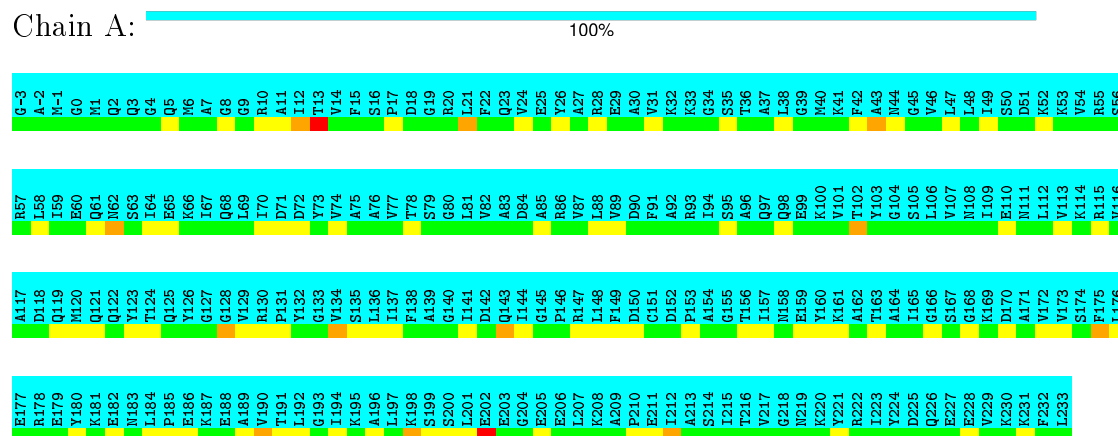 Chain A:
100%
G-3 A-2 M-1 G0 M1 Q2 Q3 G4 Q5 M6 A7 G8 G9 R10 A11 I12 T13 V14 F15 S16 P17 D18 G19 R20 L21 F22 Q23 V24 E25 Y26 A27 R28 E29 A30 V31 K32 K33 G34 S35 T36 A37 L38 G39 M40 K41 F42 A43 N44 G45 V46 L47 L48 I49 S50 D51 K52 K53 V54 R55
R57 L58 I59 E60 Q61 N62 S63 I64 E65 K66 I67 Q68 L69 I70 D71 D72 Y73 V74 A75 A76 V77 T78 S79 G80 L81 V82 A83 D84 A85 R86 V87 L88 V89 D90 F91 A92 R93 I94 S95 A96 Q97 Q98 E99 K100 V101 T102 Y103 G104 S105 L106 V107 N108 I109 E110 N111 L112 V113 K114 R115
A117 D118 Q119 M120 Q121 Q122 Y123 T124 Q125 Y126 G127 G128 V129 R130 P131 Y132 G133 V134 S135 L136 I137 F138 A139 G140 I141 D142 Q143 I144 G145 P146 R147 L148 F149 D150 C151 D152 P153 A154 G155 T156 I157 N158 E159 Y160 K161 A162 T163 A164 I165 G166 S167 G168 K169 D170 A171 V172 V173 S174 F175
E177 R178 E179 Y180 K181 E182 N183 L184 P185 E186 K187 E188 A189 V190 T191 L192 G193 I194 K195 A196 L197 K198 S199 S200 L201 E202 E203 G204 E205 E206 L207 K208 A209 P210 E211 I212 A213 S214 I215 T216 V217 G218 N219 K220 Y221 R222 I223 Y224 D225 Q226 E227 E228 V229 K230 K231 F232 L233